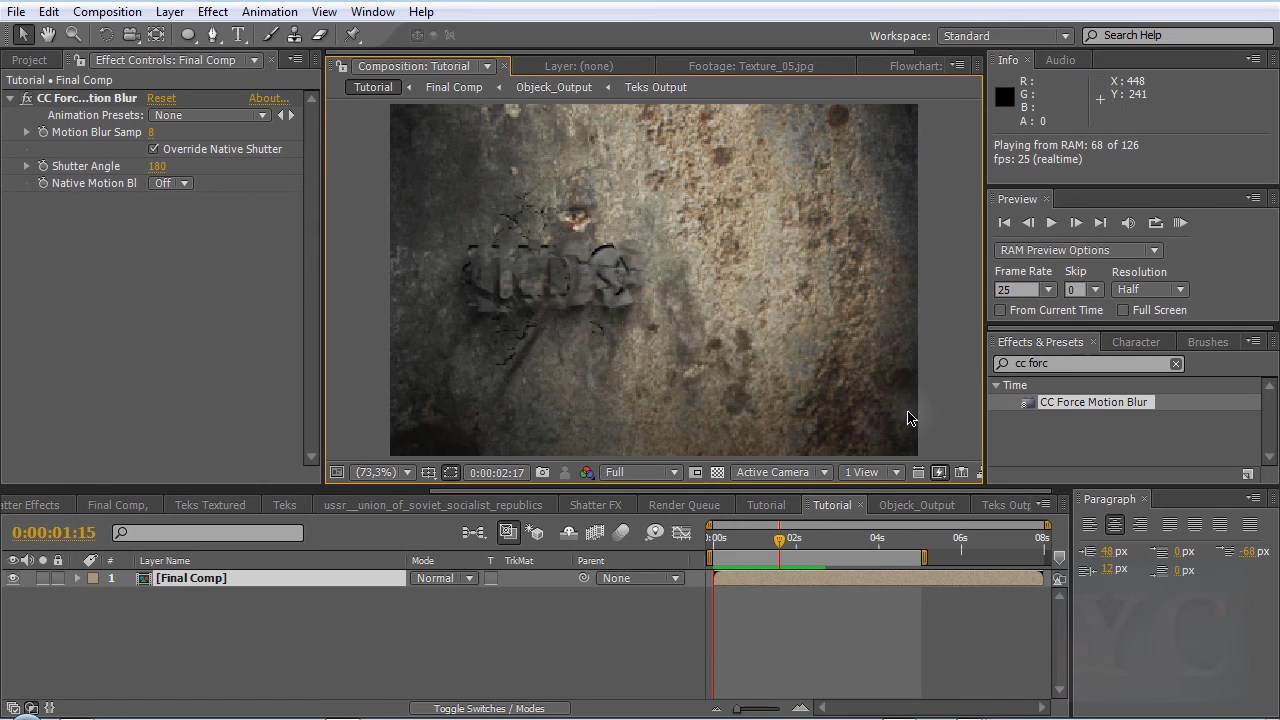 File Edit Composition Layer Effect Animation View Window Help
Workspace: Standard Search Help
Project Effect Controls: Final Comp
Composition: Tutorial Layer: (none) Footage: Texture_05.jpg Flowchart:
Info Audio
Tutorial • Final Comp
Tutorial Final Comp Objeck_Output Teks Output
CC Forc...tion Blur Reset About...
Animation Presets: None
Motion Blur Samp 8
Override Native Shutter
Shutter Angle 180
Native Motion Bl Off
R :
G :
B :
A : 0
X : 448
Y : 241
Playing from RAM: 68 of 126
fps: 25 (realtime)
Preview
RAM Preview Options
Frame Rate Skip Resolution
25 0 Half
From Current Time Full Screen
Effects & Presets Character Brushes
cc forc
Time
CC Force Motion Blur
(73,3%) 0:00:02:17 Full Active Camera 1 View
atter Effects Final Comp, Teks Textured Teks ussr__union_of_soviet_socialist_republics Shatter FX Render Queue Tutorial Tutorial Objeck_Output Teks Outp
Paragraph
0:00:01:15
):00s 02s 04s 06s 08s
# Layer Name Mode T TrkMat Parent
1 [Final Comp] Normal None
48 px 0 px -68 px
12 px 0 px
Toggle Switches / Modes